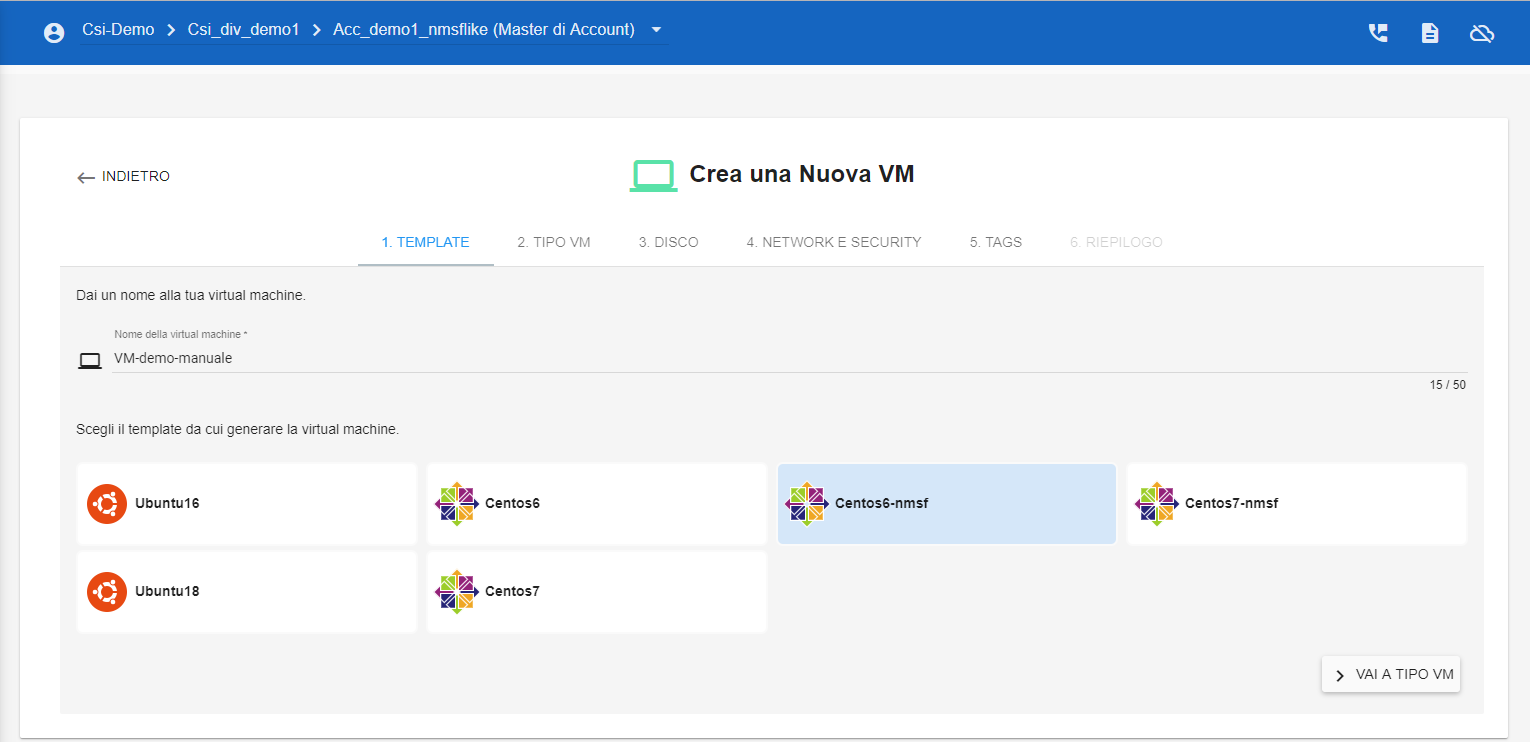 Csi-Demo > Csi_div_demo1 > Acc_demo1_nmsflike (Master di Account)
INDIETRO
Crea una Nuova VM
1. TEMPLATE 2. TIPO VM 3. DISCO 4. NETWORK E SECURITY 5. TAGS 6. RIEPILOGO
Dai un nome alla tua virtual machine.
Nome della virtual machine *
VM-demo-manuale
15 / 50
Scegli il template da cui generare la virtual machine.
Ubuntu16 Centos6 Centos6-nmsf Centos7-nmsf
Ubuntu18 Centos7
VAI A TIPO VM